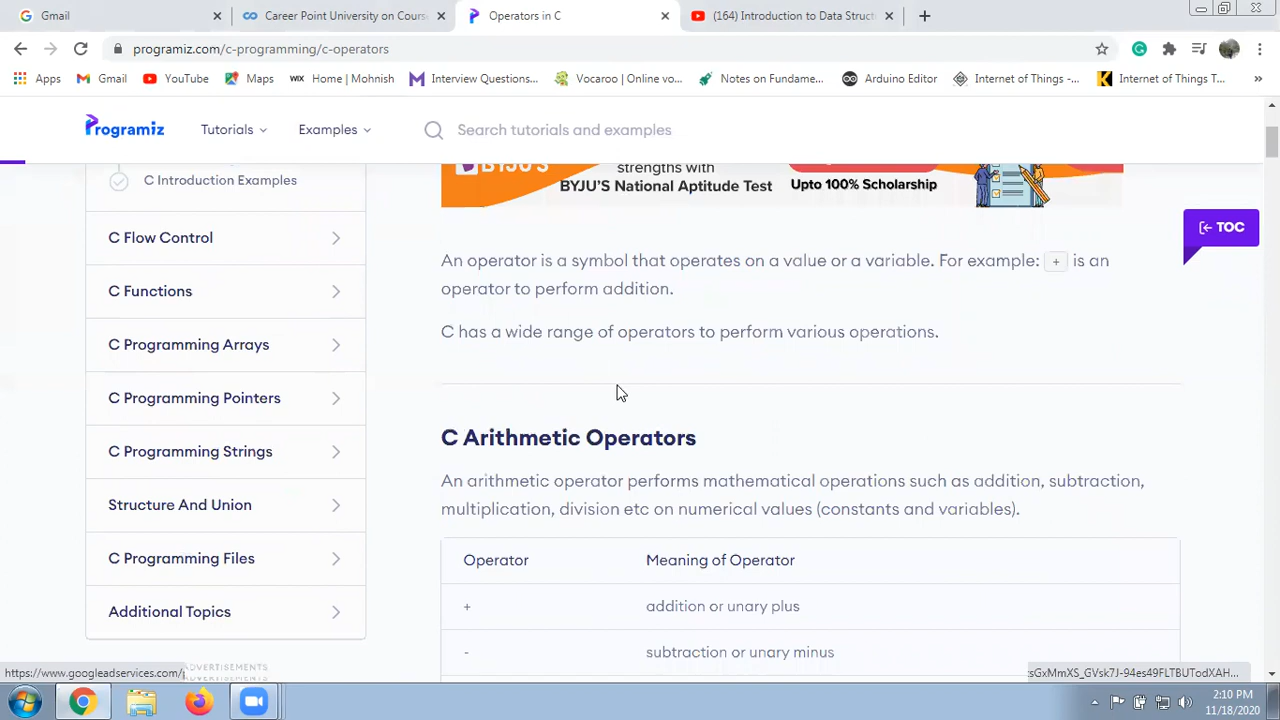 Gmail
Career Point University on Course
Operators in C
(164) Introduction to Data Struct
programiz.com/c-programming/c-operators
Apps
Gmail
YouTube
Maps
WIX Home | Mohnish
Interview Questions...
Vocaroo | Online vo...
Notes on Fundame...
Arduino Editor
Internet of Things -...
Internet of Things T...
»
Programiz
Tutorials
Examples
Search tutorials and examples
BYJU'S
strengths with
BYJU'S National Aptitude Test
Upto 100% Scholarship
C Introduction Examples
TOC
C Flow Control
C Functions
C Programming Arrays
C Programming Pointers
C Programming Strings
Structure And Union
C Programming Files
Additional Topics
ADVERTISEMENTS
An operator is a symbol that operates on a value or a variable. For example: + is an
operator to perform addition.
C has a wide range of operators to perform various operations.
C Arithmetic Operators
An arithmetic operator performs mathematical operations such as addition, subtraction,
multiplication, division etc on numerical values (constants and variables).
Operator Meaning of Operator
+ addition or unary plus
- subtraction or unary minus
https://www.googleadservices.com/
2:10 PM
11/18/2020